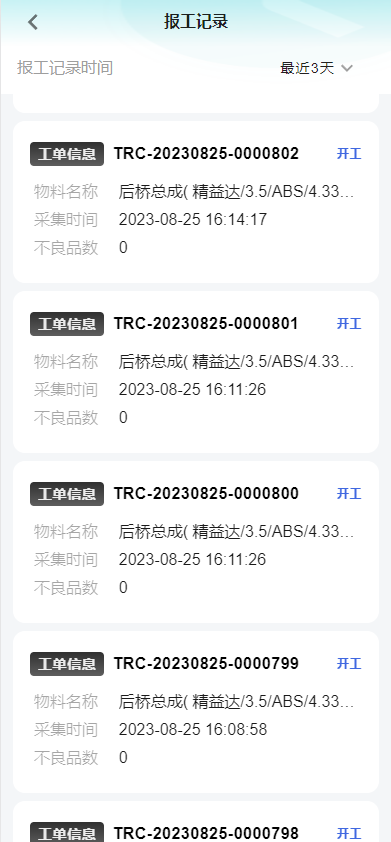 报工记录
报工记录时间 最近3天
工单信息 TRC-20230825-0000802 开工
物料名称 后桥总成( 精益达/3.5/ABS/4.33...
采集时间 2023-08-25 16:14:17
不良品数 0
工单信息 TRC-20230825-0000801 开工
物料名称 后桥总成( 精益达/3.5/ABS/4.33...
采集时间 2023-08-25 16:11:26
不良品数 0
工单信息 TRC-20230825-0000800 开工
物料名称 后桥总成( 精益达/3.5/ABS/4.33...
采集时间 2023-08-25 16:11:26
不良品数 0
工单信息 TRC-20230825-0000799 开工
物料名称 后桥总成( 精益达/3.5/ABS/4.33...
采集时间 2023-08-25 16:08:58
不良品数 0
工单信息 TRC-20230825-0000798 开工